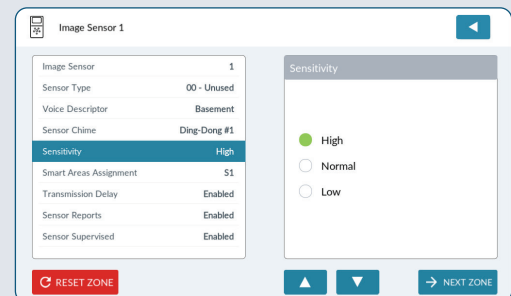 Image Sensor 1
Image Sensor 1
Sensor Type 00 - Unused
Voice Descriptor Basement
Sensor Chime Ding-Dong #1
Sensitivity High
Smart Areas Assignment S1
Transmission Delay Enabled
Sensor Reports Enabled
Sensor Supervised Enabled
Sensitivity
High
Normal
Low
RESET ZONE
NEXT ZONE